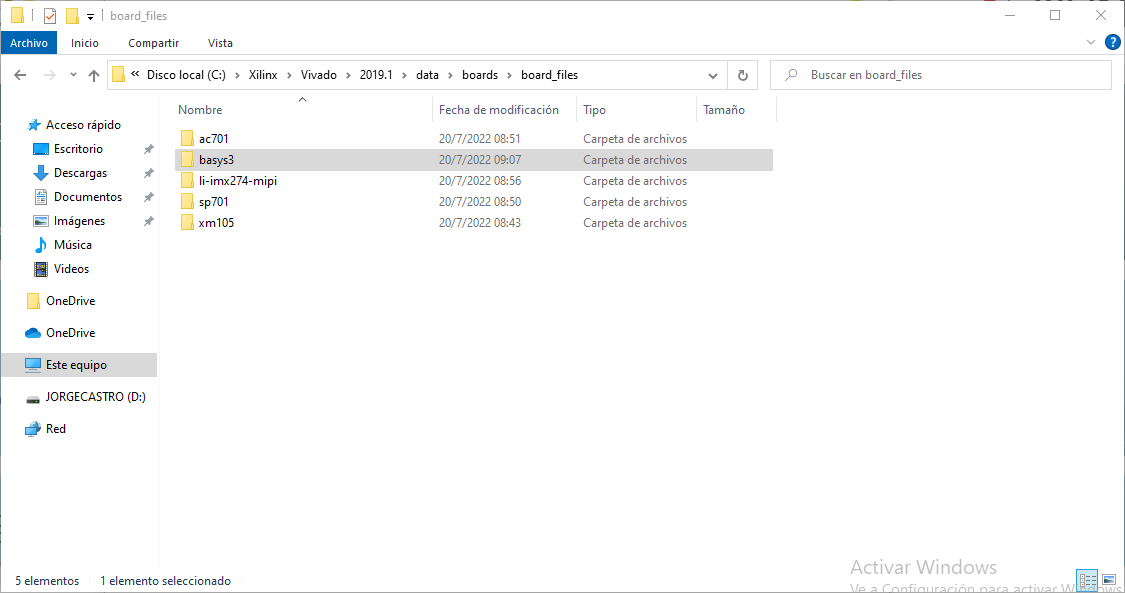 board_files
Archivo Inicio Compartir Vista
« Disco local (C:) › Xilinx › Vivado › 2019.1 › data › boards › board_files
Buscar en board_files
Nombre Fecha de modificación Tipo Tamaño
ac701 20/7/2022 08:51 Carpeta de archivos
basys3 20/7/2022 09:07 Carpeta de archivos
li-imx274-mipi 20/7/2022 08:56 Carpeta de archivos
sp701 20/7/2022 08:50 Carpeta de archivos
xm105 20/7/2022 08:43 Carpeta de archivos
Acceso rápido
Escritorio
Descargas
Documentos
Imágenes
Música
Videos
OneDrive
OneDrive
Este equipo
JORGECASTRO (D:)
Red
5 elementos 1 elemento seleccionado
Activar Windows
Ve a Configuración para activar Windows